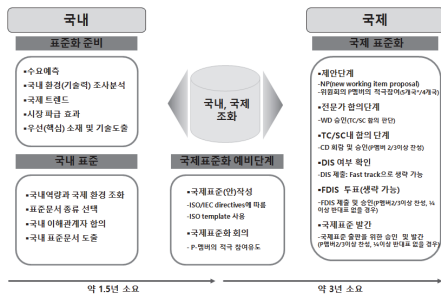 국내
표준화 준비
▪수요예측
▪국내 환경(기술력) 조사분석
▪국제 트렌드
▪시장 파급 효과
▪우선(핵심) 소재 및 기술도출
국내 표준
▪국내역량과 국제 환경 조화
▪표준문서 종류 선택
▪국내 이해관계자 합의
▪국내 표준문서 도출
국내, 국제
조화
국제표준화 예비단계
▪국제표준(안)작성
-ISO/IEC directives에 따름
-ISO template 사용
▪국제표준화 회의
- P-멤버의 적극 참여유도
국제
국제 표준화
▪제안단계
-NP(new working item proposal)
-위원회의 P멤버의 적극참여(5개국*/4개국)
▪전문가 합의단계
-WD 승인(TC/SC 합의 판단)
▪TC/SC내 합의 단계
-CD 회람 및 승인(P멤버 2/3이상 찬성)
▪DIS 여부 확인
-DIS 제출: Fast track으로 생략 가능
▪FDIS 투표(생략 가능)
-FDIS 제출 및 승인(P멤버2/3이상 찬성, ¼
이상 반대표 없을 경우)
▪국제표준 발간
-국제표준 출판을 위한 승인 및 발간
(P멤버2/3이상 찬성, ¼이상 반대표 없을 경우)
약 1.5년 소요
약 3년 소요